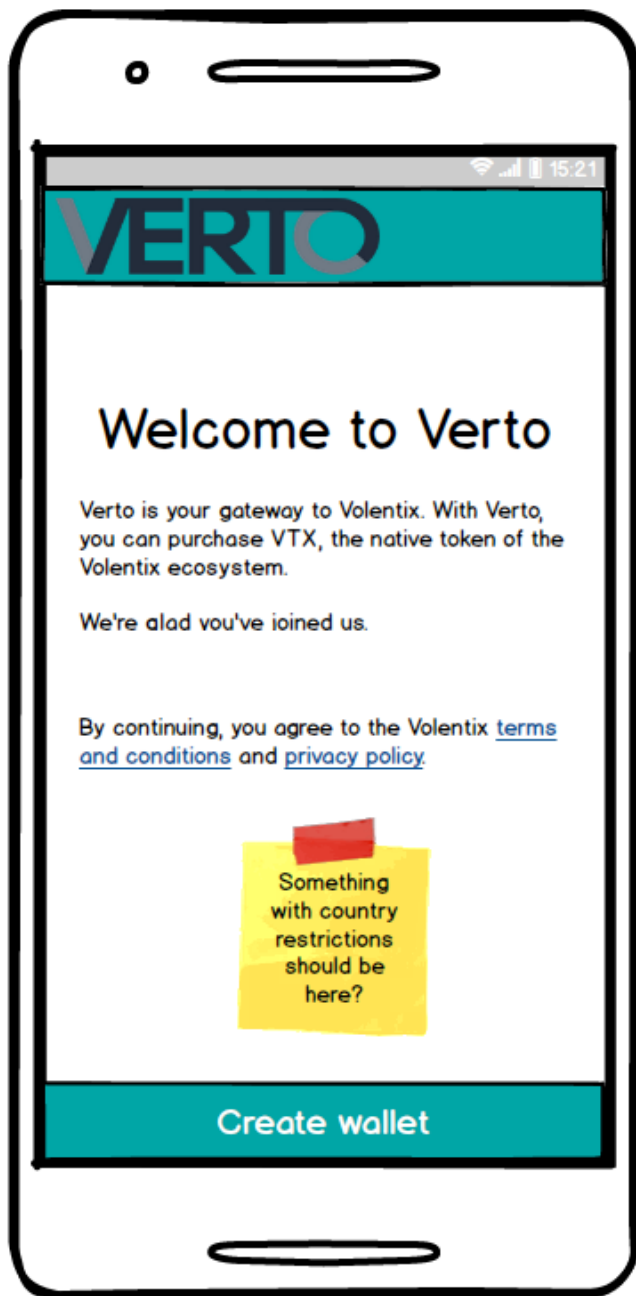 15:21
VERTO
Welcome to Verto
Verto is your gateway to Volentix. With Verto,
you can purchase VTX, the native token of the
Volentix ecosystem.
We're glad you've joined us.
By continuing, you agree to the Volentix terms
and conditions and privacy policy.
Something
with country
restrictions
should be
here?
Create wallet